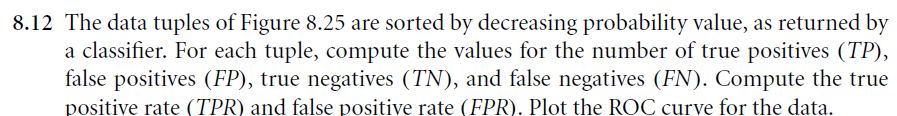 8.12 The data tuples of Figure 8.25 are sorted by decreasing probability value, as returned by
a classifier. For each tuple, compute the values for the number of true positives (TP),
false positives (FP), true negatives (TN), and false negatives (FN). Compute the true
positive rate (TPR) and false positive rate (FPR). Plot the ROC curve for the data.